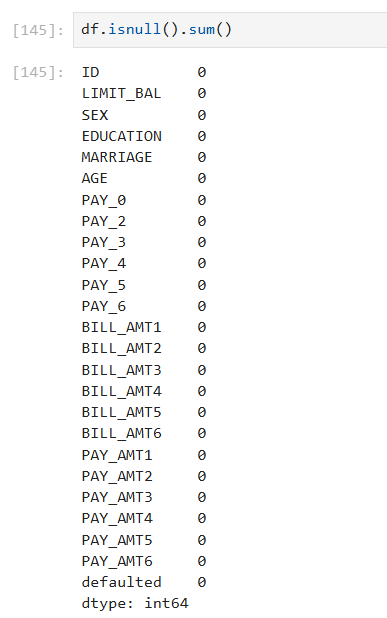 [145]: df.isnull().sum()
[145]: ID 0
LIMIT_BAL 0
SEX 0
EDUCATION 0
MARRIAGE 0
AGE 0
PAY_0 0
PAY_2 0
PAY_3 0
PAY_4 0
PAY_5 0
PAY_6 0
BILL_AMT1 0
BILL_AMT2 0
BILL_AMT3 0
BILL_AMT4 0
BILL_AMT5 0
BILL_AMT6 0
PAY_AMT1 0
PAY_AMT2 0
PAY_AMT3 0
PAY_AMT4 0
PAY_AMT5 0
PAY_AMT6 0
defaulted 0
dtype: int64